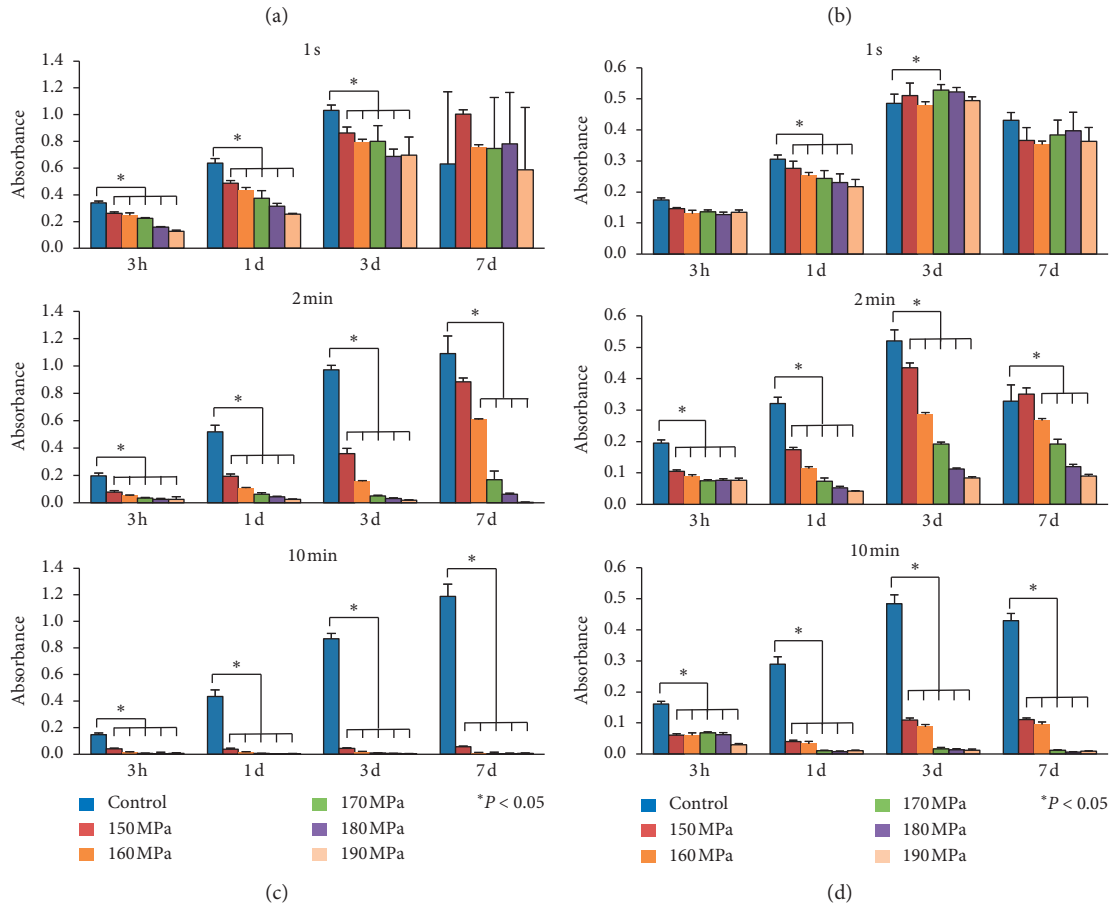 (a)
(b)
1 s
1.4
1.2
1.0
0.8
0.6
0.4
0.2
0.0
Absorbance
*
*
*
3 h
1 d
3 d
7 d
1 s
0.6
0.5
0.4
0.3
0.2
0.1
0.0
Absorbance
*
*
3 h
1 d
3 d
7 d
2 min
1.4
1.2
1.0
0.8
0.6
0.4
0.2
0.0
Absorbance
*
*
*
*
3 h
1 d
3 d
7 d
2 min
0.6
0.5
0.4
0.3
0.2
0.1
0.0
Absorbance
*
*
*
*
3 h
1 d
3 d
7 d
10 min
1.4
1.2
1.0
0.8
0.6
0.4
0.2
0.0
Absorbance
*
*
*
*
3 h
1 d
3 d
7 d
10 min
0.6
0.5
0.4
0.3
0.2
0.1
0.0
Absorbance
*
*
*
*
3 h
1 d
3 d
7 d
Control
150 MPa
160 MPa
170 MPa
180 MPa
190 MPa
*P < 0.05
Control
150 MPa
160 MPa
170 MPa
180 MPa
190 MPa
*P < 0.05
(c)
(d)